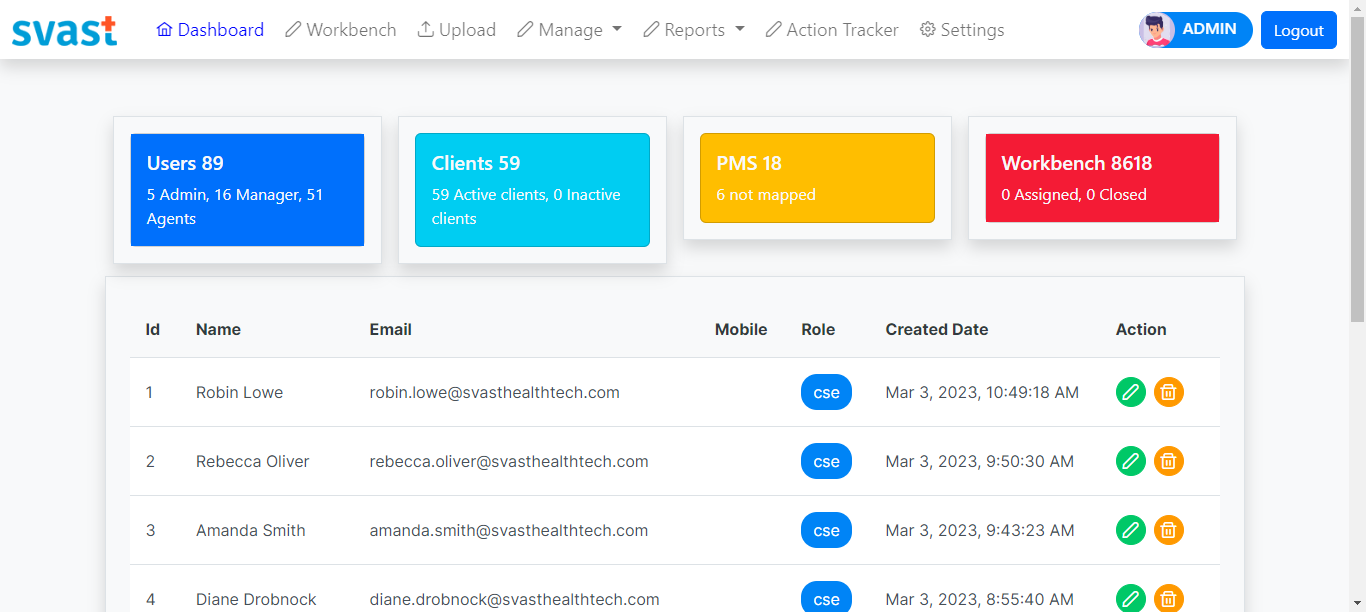 svast Dashboard Workbench Upload Manage Reports Action Tracker Settings ADMIN Logout
Users 89
5 Admin, 16 Manager, 51
Agents
Clients 59
59 Active clients, 0 Inactive
clients
PMS 18
6 not mapped
Workbench 8618
0 Assigned, 0 Closed
Id Name Email Mobile Role Created Date Action
1 Robin Lowe robin.lowe@svasthealthtech.com cse Mar 3, 2023, 10:49:18 AM
2 Rebecca Oliver rebecca.oliver@svasthealthtech.com cse Mar 3, 2023, 9:50:30 AM
3 Amanda Smith amanda.smith@svasthealthtech.com cse Mar 3, 2023, 9:43:23 AM
4 Diane Drobnock diane.drobnock@svasthealthtech.com cse Mar 3, 2023, 8:55:40 AM